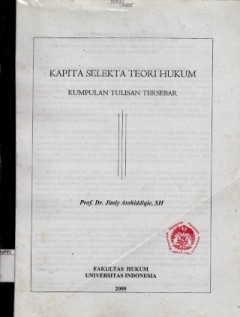 KAPITA SELEKTA TEORI HUKUM
KUMPULAN TULISAN TERSEBAR
Prof. Dr. Jimly Asshiddiqie, SH
FAKULTAS HUKUM
UNIVERSITAS INDONESIA
2000